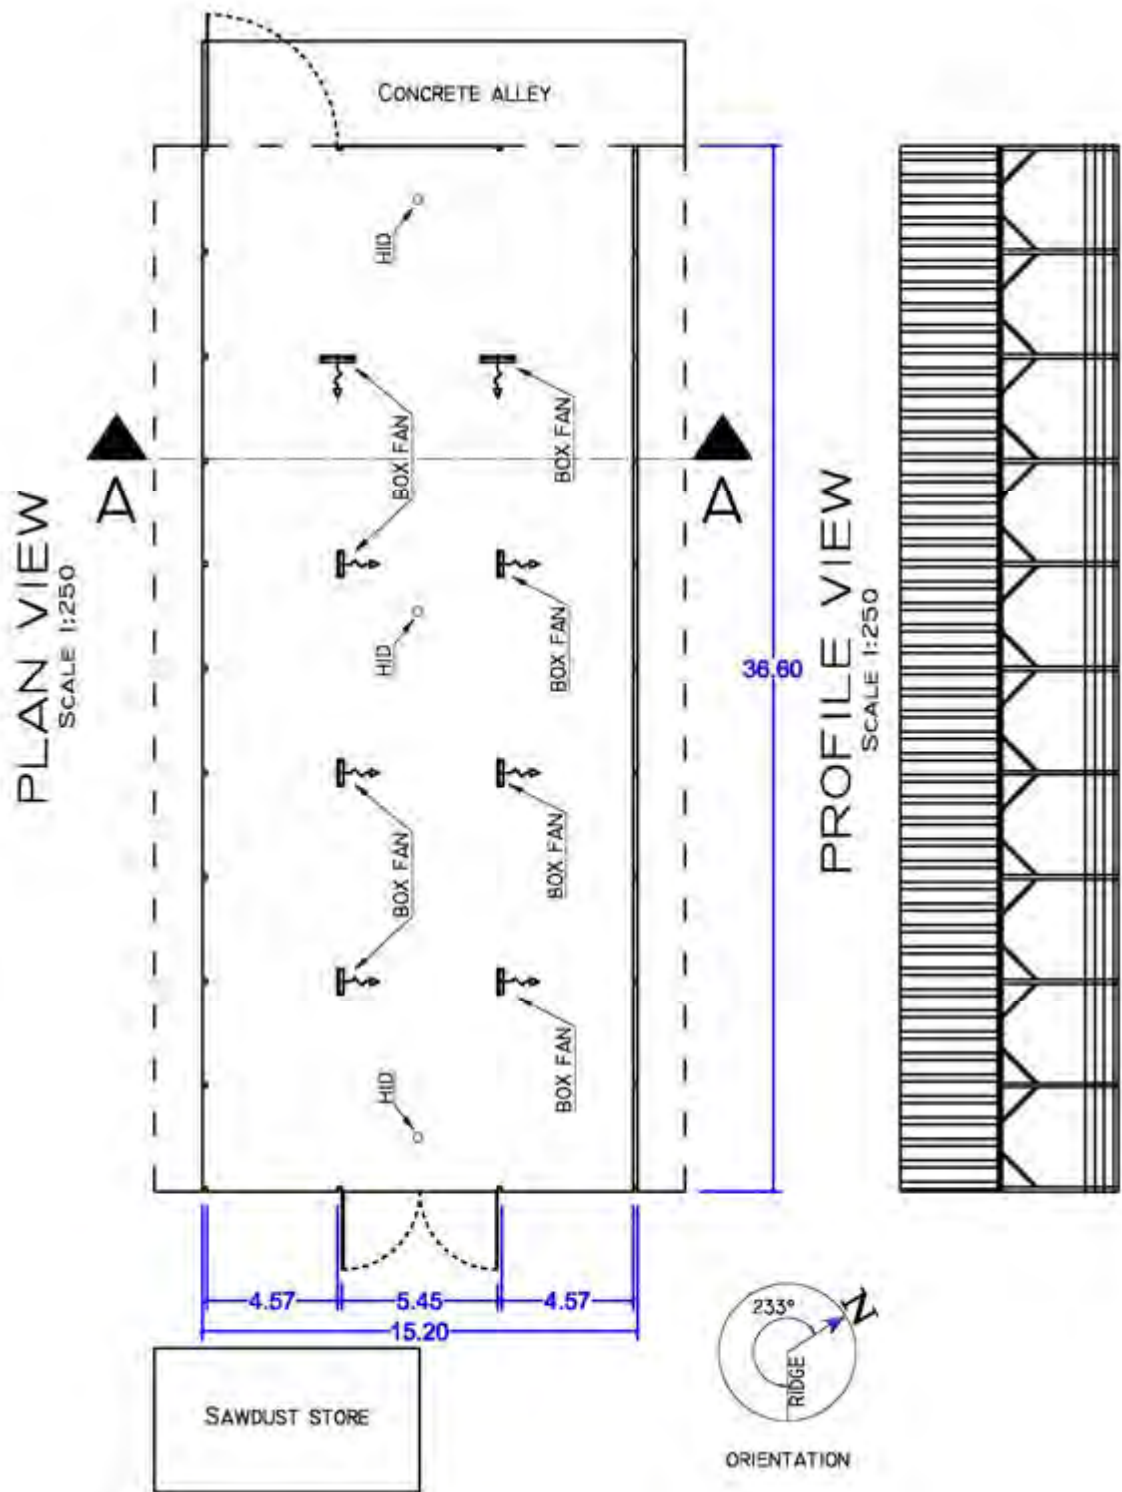 CONCRETE ALLEY
HID
BOX FAN
BOX FAN
A
A
PLAN VIEW
SCALE 1:250
HID
BOX FAN
36.60
PROFILE VIEW
SCALE 1:250
BOX FAN
BOX FAN
HID
BOX FAN
4.57
5.45
4.57
15.20
SAWDUST STORE
233°
N
RIDGE
ORIENTATION